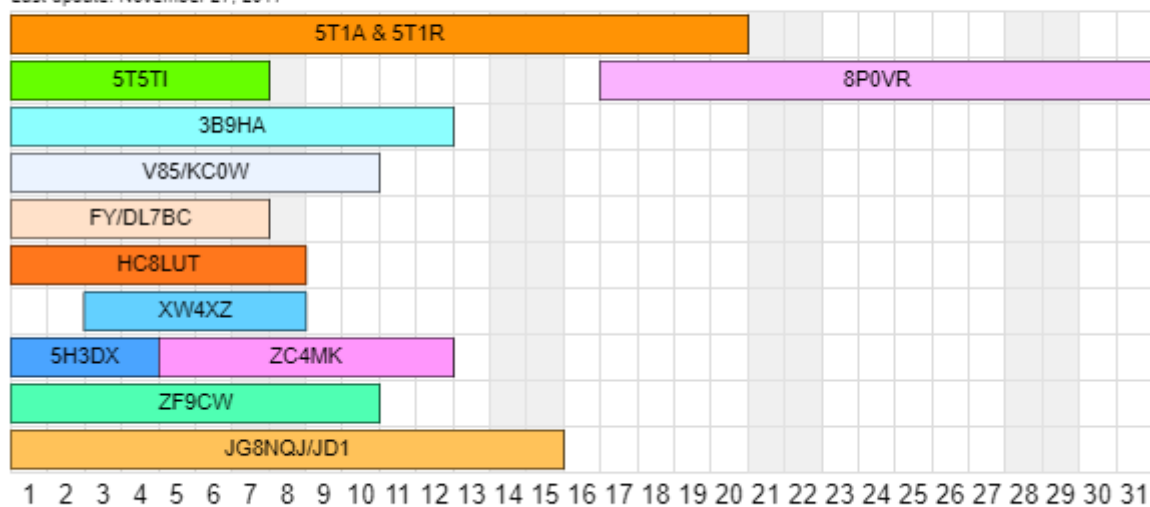 5T1A & 5T1R
5T5TI 8P0VR
3B9HA
V85/KC0W
FY/DL7BC
HC8LUT
XW4XZ
5H3DX ZC4MK
ZF9CW
JG8NQJ/JD1
1 2 3 4 5 6 7 8 9 10 11 12 13 14 15 16 17 18 19 20 21 22 23 24 25 26 27 28 29 30 31